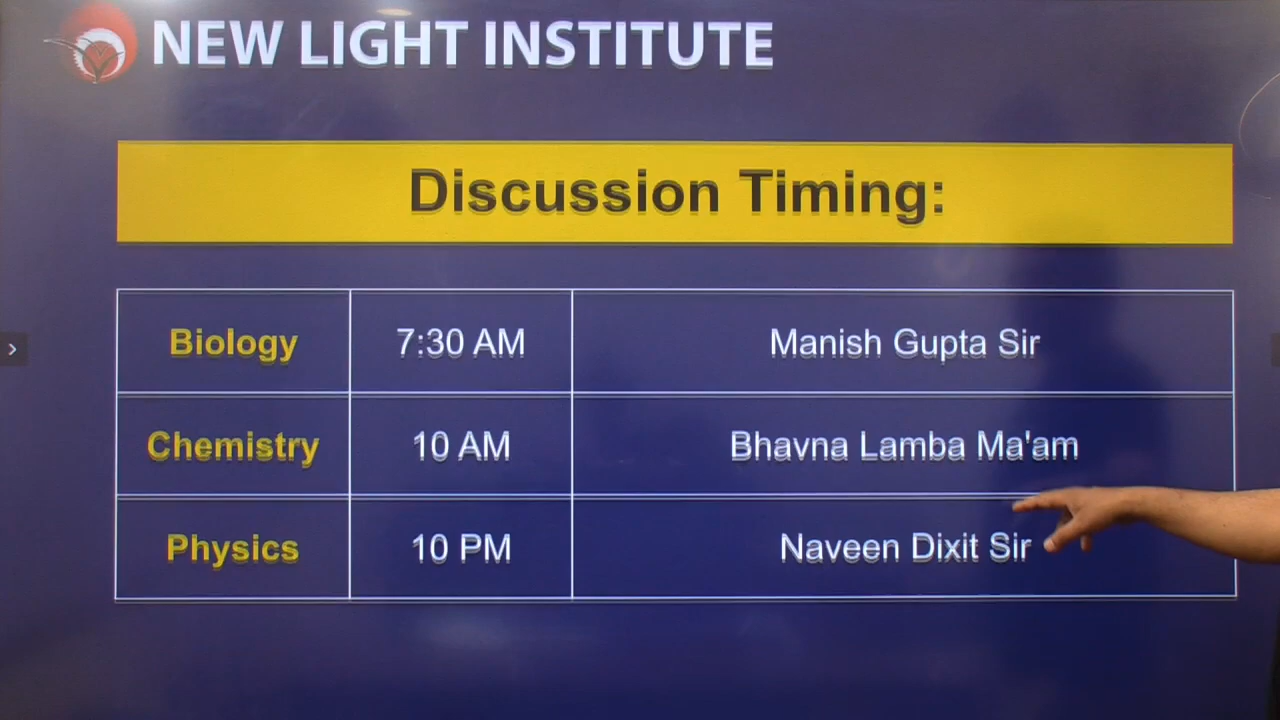 NEW LIGHT INSTITUTE
Discussion Timing:
Biology 7:30 AM Manish Gupta Sir
Chemistry 10 AM Bhavna Lamba Ma'am
Physics 10 PM Naveen Dixit Sir